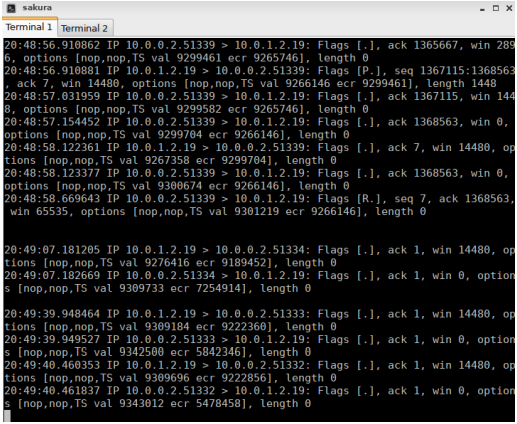 sakura
Terminal 1 Terminal 2
20:48:56.910862 IP 10.0.0.2.51339 > 10.0.1.2.19: Flags [.], ack 1365667, win 289
6, options [nop,nop,TS val 9299461 ecr 9265746], length 0
20:48:56.910881 IP 10.0.1.2.19 > 10.0.0.2.51339: Flags [P.], seq 1367115:1368563
, ack 7, win 14480, options [nop,nop,TS val 9266146 ecr 9299461], length 1448
20:48:57.031959 IP 10.0.0.2.51339 > 10.0.1.2.19: Flags [.], ack 1367115, win 144
8, options [nop,nop,TS val 9299582 ecr 9265746], length 0
20:48:57.154452 IP 10.0.0.2.51339 > 10.0.1.2.19: Flags [.], ack 1368563, win 0,
options [nop,nop,TS val 9299704 ecr 9266146], length 0
20:48:58.122361 IP 10.0.1.2.19 > 10.0.0.2.51339: Flags [.], ack 7, win 14480, op
tions [nop,nop,TS val 9267358 ecr 9299704], length 0
20:48:58.123377 IP 10.0.0.2.51339 > 10.0.1.2.19: Flags [.], ack 1368563, win 0,
options [nop,nop,TS val 9300674 ecr 9266146], length 0
20:48:58.669643 IP 10.0.0.2.51339 > 10.0.1.2.19: Flags [R.], seq 7, ack 1368563,
win 65535, options [nop,nop,TS val 9301219 ecr 9266146], length 0
20:49:07.181205 IP 10.0.1.2.19 > 10.0.0.2.51334: Flags [.], ack 1, win 14480, op
tions [nop,nop,TS val 9276416 ecr 9189452], length 0
20:49:07.182669 IP 10.0.0.2.51334 > 10.0.1.2.19: Flags [.], ack 1, win 0, option
s [nop,nop,TS val 9309733 ecr 7254914], length 0
20:49:39.948464 IP 10.0.1.2.19 > 10.0.0.2.51333: Flags [.], ack 1, win 14480, op
tions [nop,nop,TS val 9309184 ecr 9222360], length 0
20:49:39.949527 IP 10.0.0.2.51333 > 10.0.1.2.19: Flags [.], ack 1, win 0, option
s [nop,nop,TS val 9342500 ecr 5842346], length 0
20:49:40.460353 IP 10.0.1.2.19 > 10.0.0.2.51332: Flags [.], ack 1, win 14480, op
tions [nop,nop,TS val 9309696 ecr 9222856], length 0
20:49:40.461837 IP 10.0.0.2.51332 > 10.0.1.2.19: Flags [.], ack 1, win 0, option
s [nop,nop,TS val 9343012 ecr 5478458], length 0